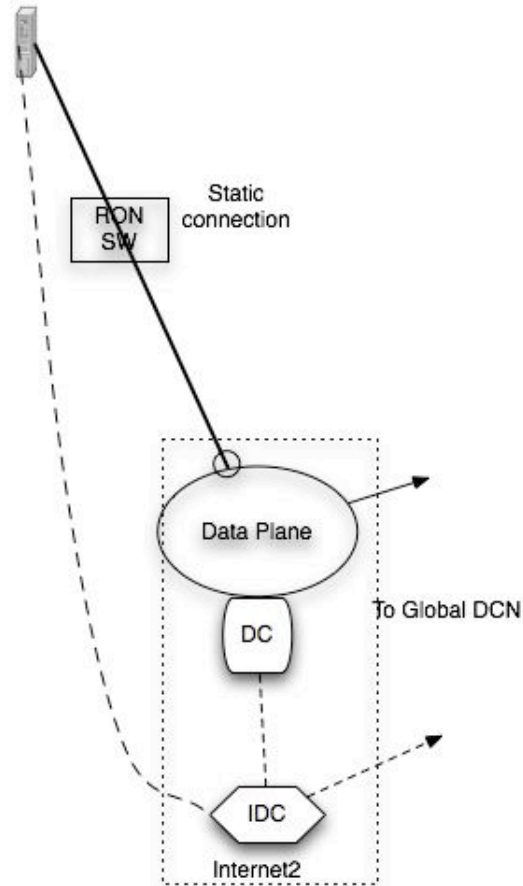 RON
SW
Static
connection
Data Plane
DC
To Global DCN
IDC
Internet2